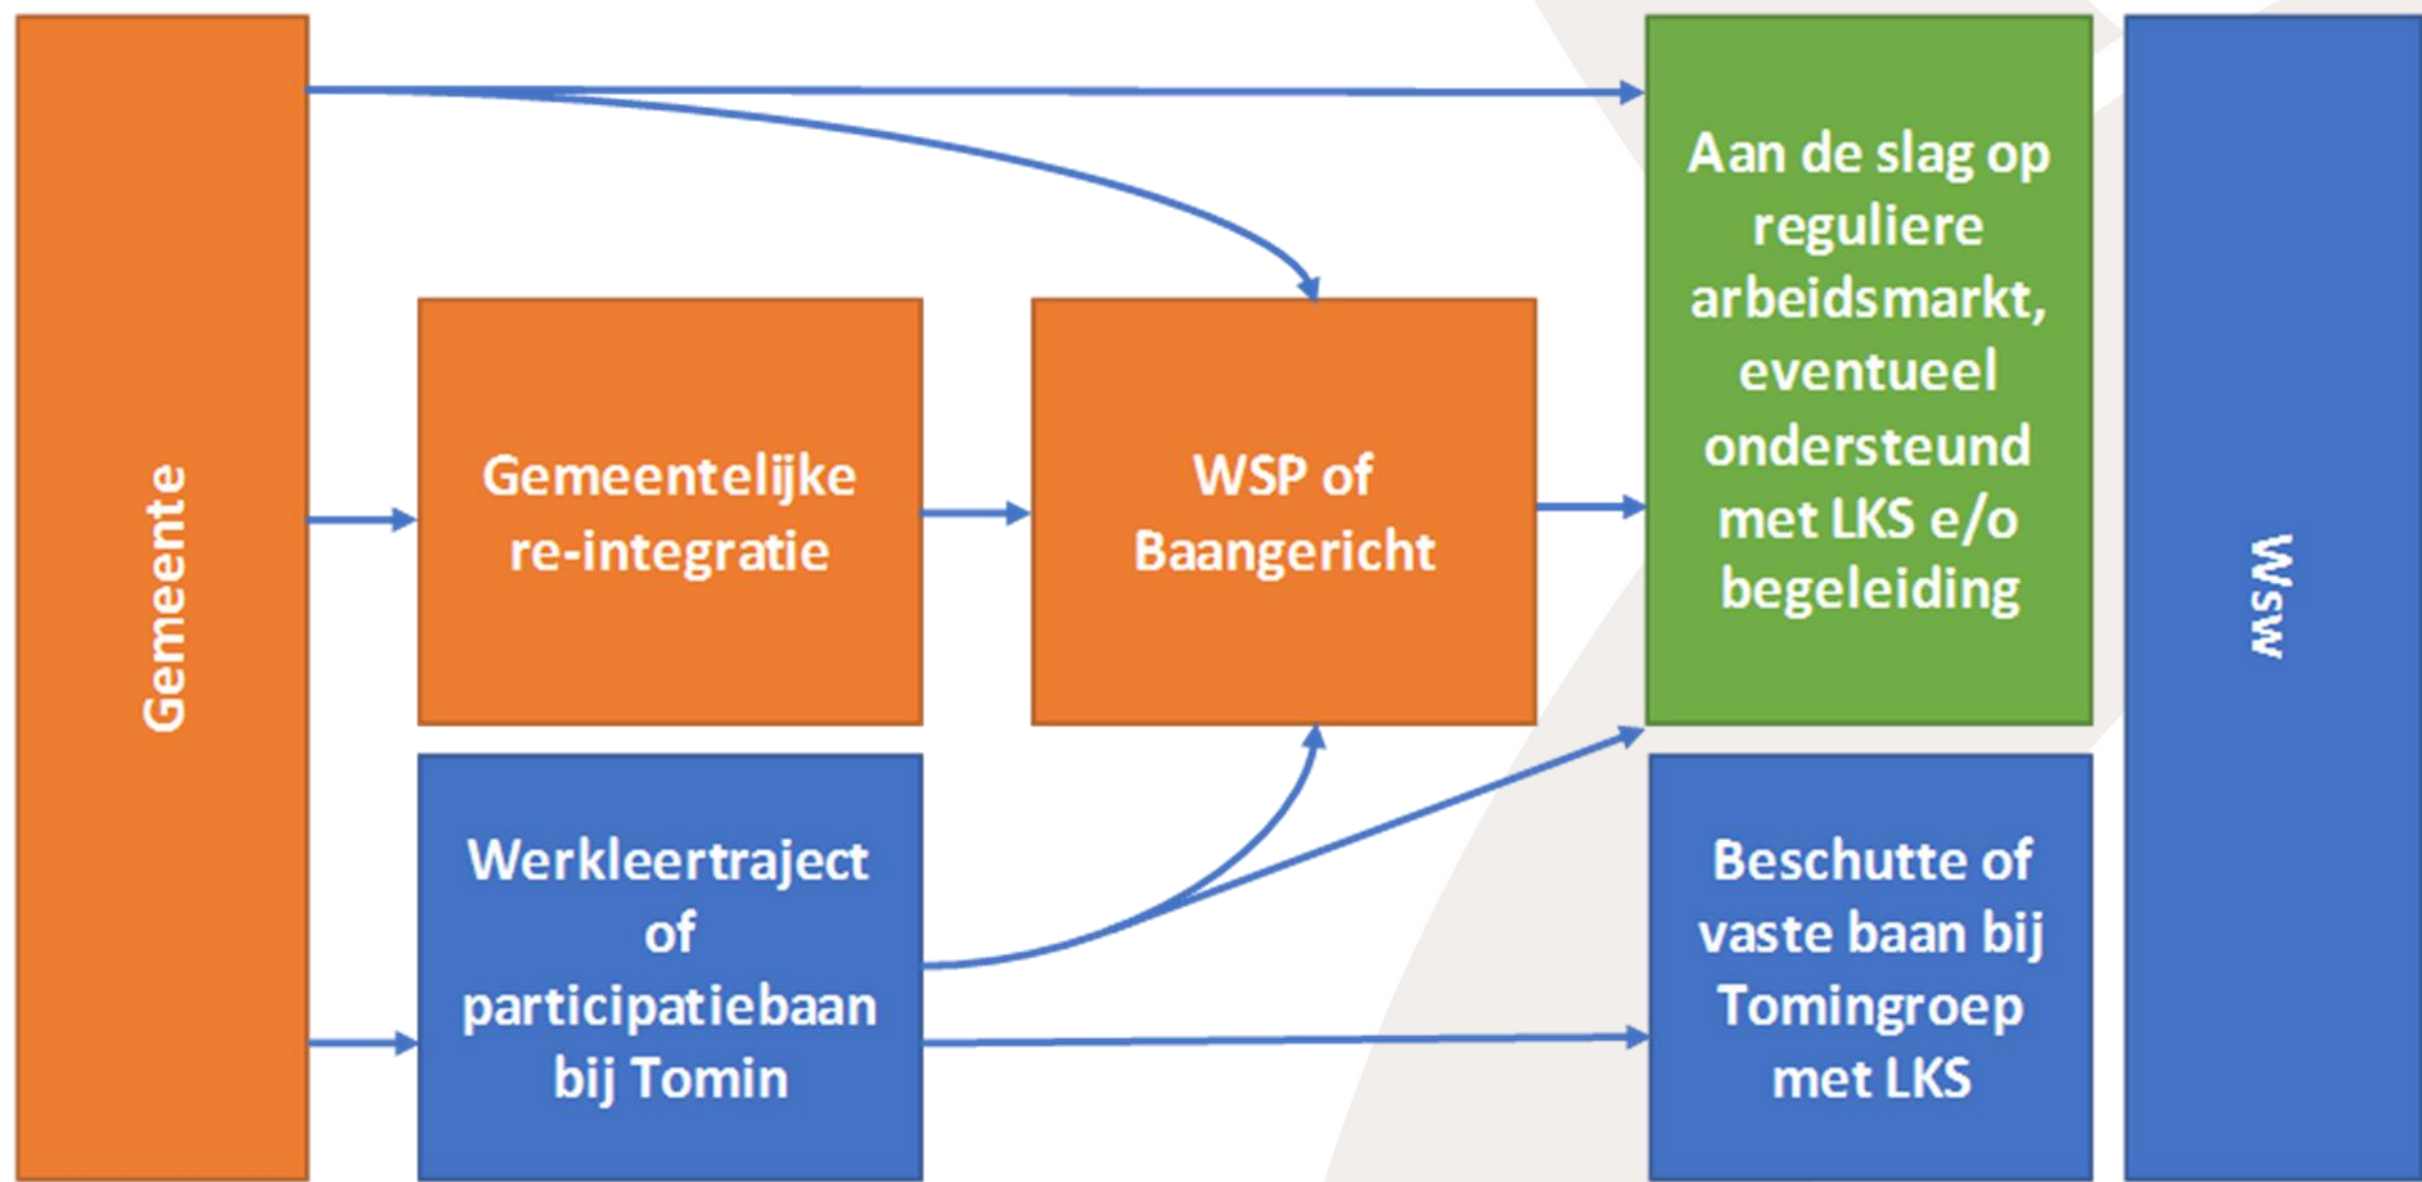 Gemeente
Gemeentelijke
re-integratie
WSP of
Baangericht
Aan de slag op
reguliere
arbeidsmarkt,
eventueel
ondersteund
met LKS e/o
begeleiding
Werkleertraject
of
participatiebaan
bij Tomin
Beschutte of
vaste baan bij
Tomingroep
met LKS
Wsw